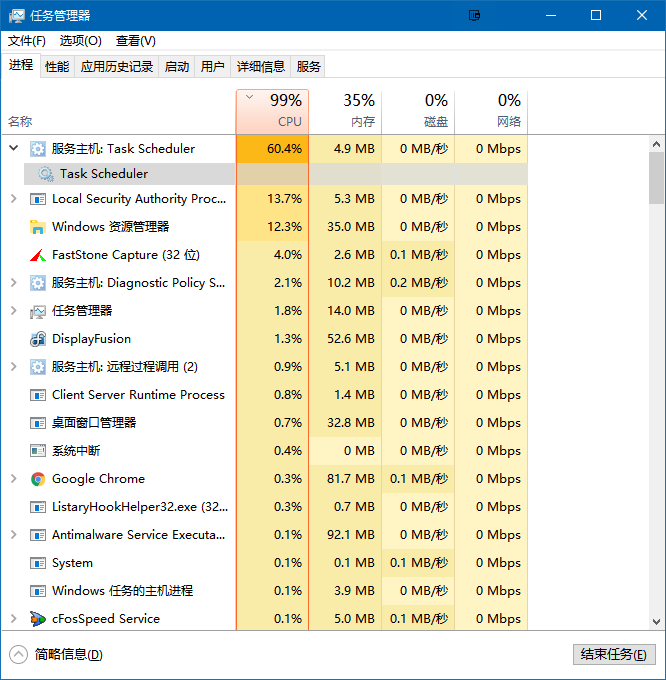 任务管理器
文件(F) 选项(O) 查看(V)
进程 性能 应用历史记录 启动 用户 详细信息 服务
99% 35% 0% 0%
名称 CPU 内存 磁盘 网络
服务主机: Task Scheduler 60.4% 4.9 MB 0 MB/秒 0 Mbps
Task Scheduler
Local Security Authority Proc... 13.7% 5.3 MB 0 MB/秒 0 Mbps
Windows 资源管理器 12.3% 35.0 MB 0 MB/秒 0 Mbps
FastStone Capture (32 位) 4.0% 2.6 MB 0.1 MB/秒 0 Mbps
服务主机: Diagnostic Policy S... 2.1% 10.2 MB 0.2 MB/秒 0 Mbps
任务管理器 1.8% 14.0 MB 0 MB/秒 0 Mbps
DisplayFusion 1.3% 52.6 MB 0 MB/秒 0 Mbps
服务主机: 远程过程调用 (2) 0.9% 5.1 MB 0 MB/秒 0 Mbps
Client Server Runtime Process 0.8% 1.4 MB 0 MB/秒 0 Mbps
桌面窗口管理器 0.7% 32.8 MB 0 MB/秒 0 Mbps
系统中断 0.4% 0 MB 0 MB/秒 0 Mbps
Google Chrome 0.3% 81.7 MB 0.1 MB/秒 0 Mbps
ListaryHookHelper32.exe (32... 0.3% 0.7 MB 0 MB/秒 0 Mbps
Antimalware Service Executa... 0.1% 92.1 MB 0 MB/秒 0 Mbps
System 0.1% 0.1 MB 0.1 MB/秒 0 Mbps
Windows 任务的主机进程 0.1% 3.9 MB 0 MB/秒 0 Mbps
cFosSpeed Service 0.1% 5.0 MB 0.1 MB/秒 0 Mbps
简略信息(D) 结束任务(E)